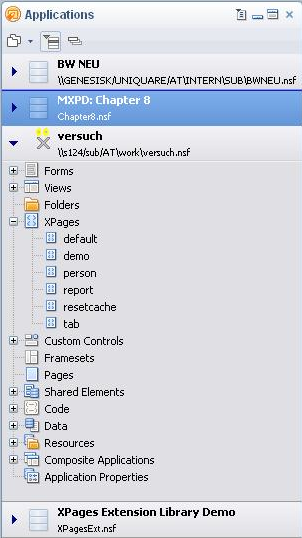 Applications
BW NEU
\\GENESISK/UNIQUARE/AT\INTERN\SUB\BWNEU.nsf
MXPD: Chapter 8
Chapter8.nsf
versuch
\\s124/sub/AT\work\versuch.nsf
Forms
Views
Folders
XPages
default
demo
person
report
resetcache
tab
Custom Controls
Framesets
Pages
Shared Elements
Code
Data
Resources
Composite Applications
Application Properties
XPages Extension Library Demo
XPagesExt.nsf